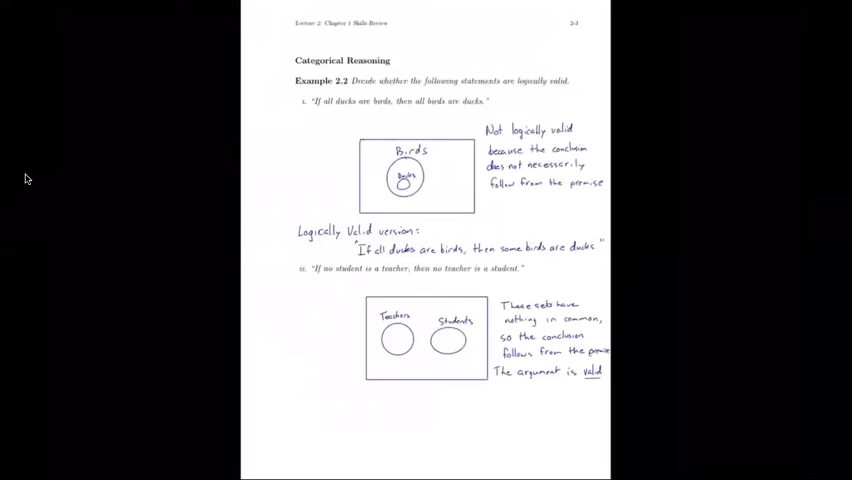 Lecture 2: Chapter 1 Skills Review 2-3
Categorical Reasoning
Example 2.2 Decide whether the following statements are logically valid.
i. "If all ducks are birds, then all birds are ducks."
Not logically valid
because the conclusion
does not necessarily
follow from the premise
Birds
Ducks
Logically Valid version:
"If all ducks are birds, then some birds are ducks."
ii. "If no student is a teacher, then no teacher is a student."
These sets have
nothing in common,
so the conclusion
follows from the premise
The argument is valid
Teachers
Students